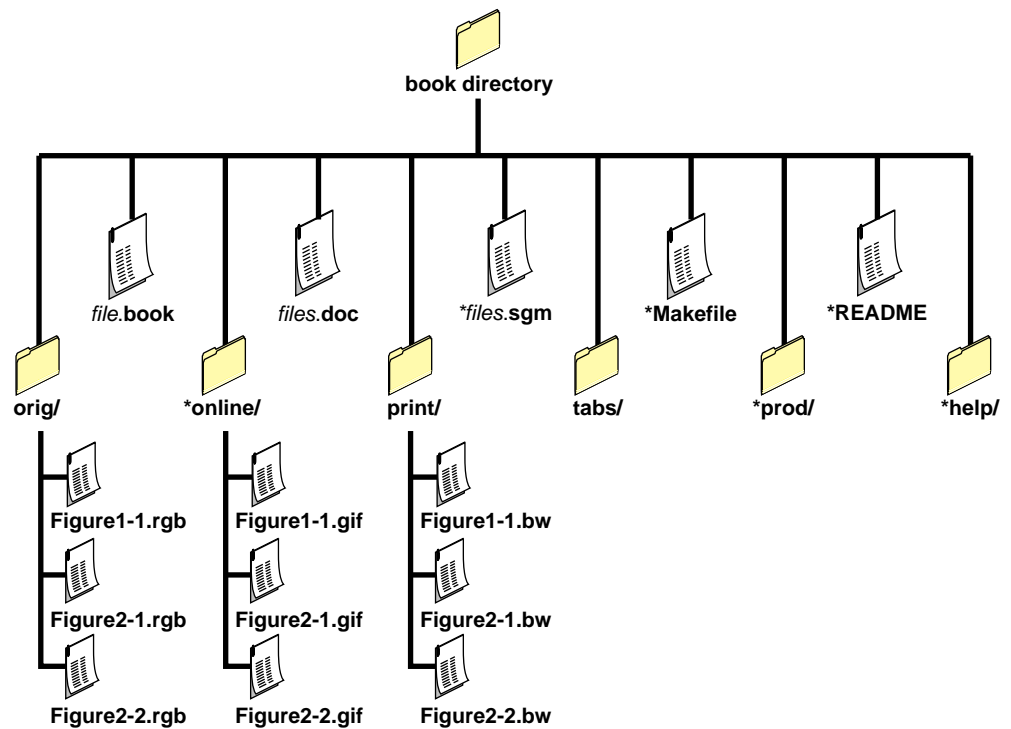 book directory
file.book
files.doc
*files.sgm
*Makefile
*README
orig/
*online/
print/
tabs/
*prod/
*help/
Figure1-1.rgb
Figure1-1.gif
Figure1-1.bw
Figure2-1.rgb
Figure2-1.gif
Figure2-1.bw
Figure2-2.rgb
Figure2-2.gif
Figure2-2.bw